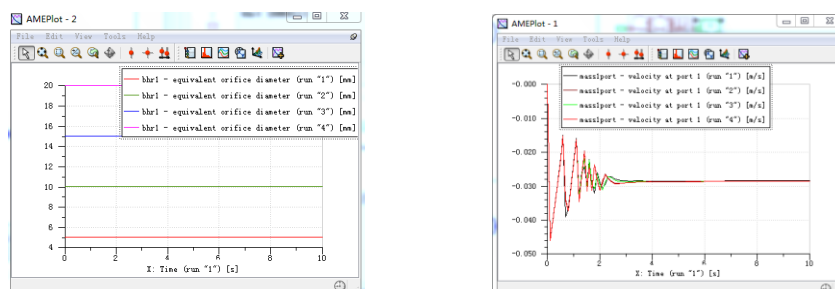 AMEPlot - 2
File Edit View Tools Help
bhr1 - equivalent orifice diameter (run "1") [mm]
bhr1 - equivalent orifice diameter (run "2") [mm]
bhr1 - equivalent orifice diameter (run "3") [mm]
bhr1 - equivalent orifice diameter (run "4") [mm]
20
18
16
14
12
10
8
6
4
0 2 4 6 8 10
X: Time (run "1") [s]
AMEPlot - 1
File Edit View Tools Help
mass1port - velocity at port 1 (run "1") [m/s]
mass1port - velocity at port 1 (run "2") [m/s]
mass1port - velocity at port 1 (run "3") [m/s]
mass1port - velocity at port 1 (run "4") [m/s]
-0.000
-0.010
-0.020
-0.030
-0.040
-0.050
0 2 4 6 8 10
X: Time (run "1") [s]